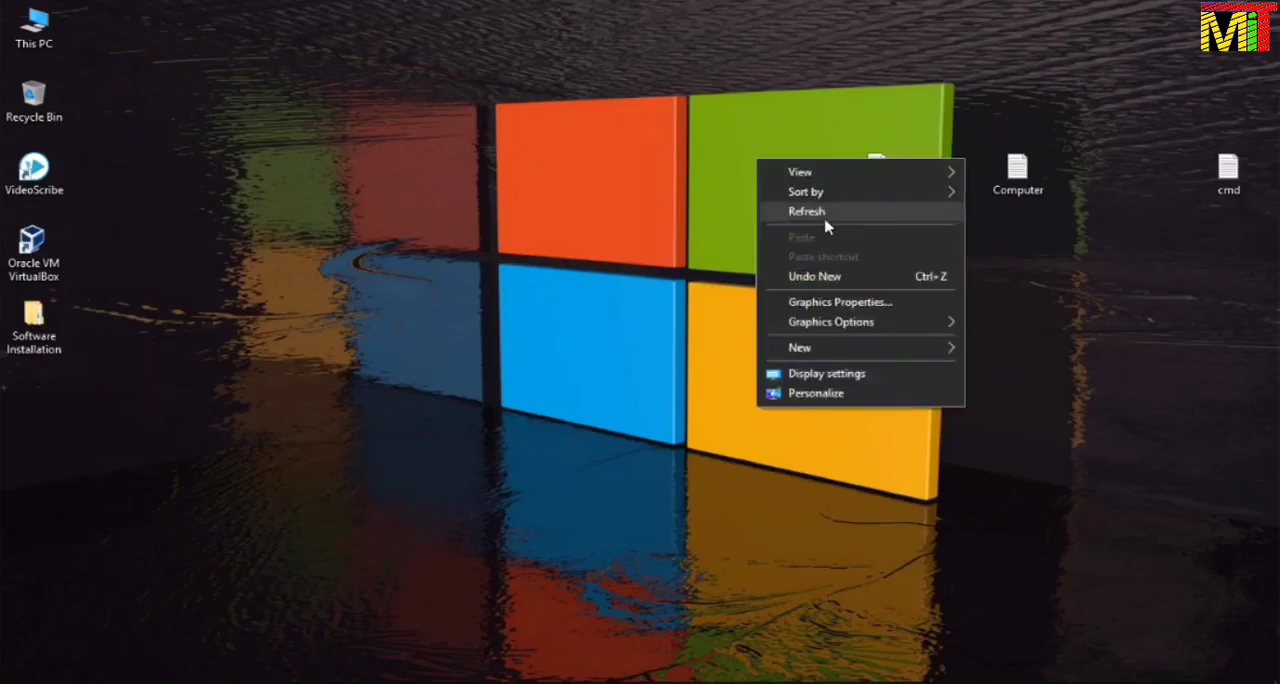 MiT
This PC
Recycle Bin
VideoScribe
Oracle VM
VirtualBox
Software
Installation
Computer
cmd
View
Sort by
Refresh
Paste
Paste shortcut
Undo New Ctrl+Z
Graphics Properties...
Graphics Options
New
Display settings
Personalize